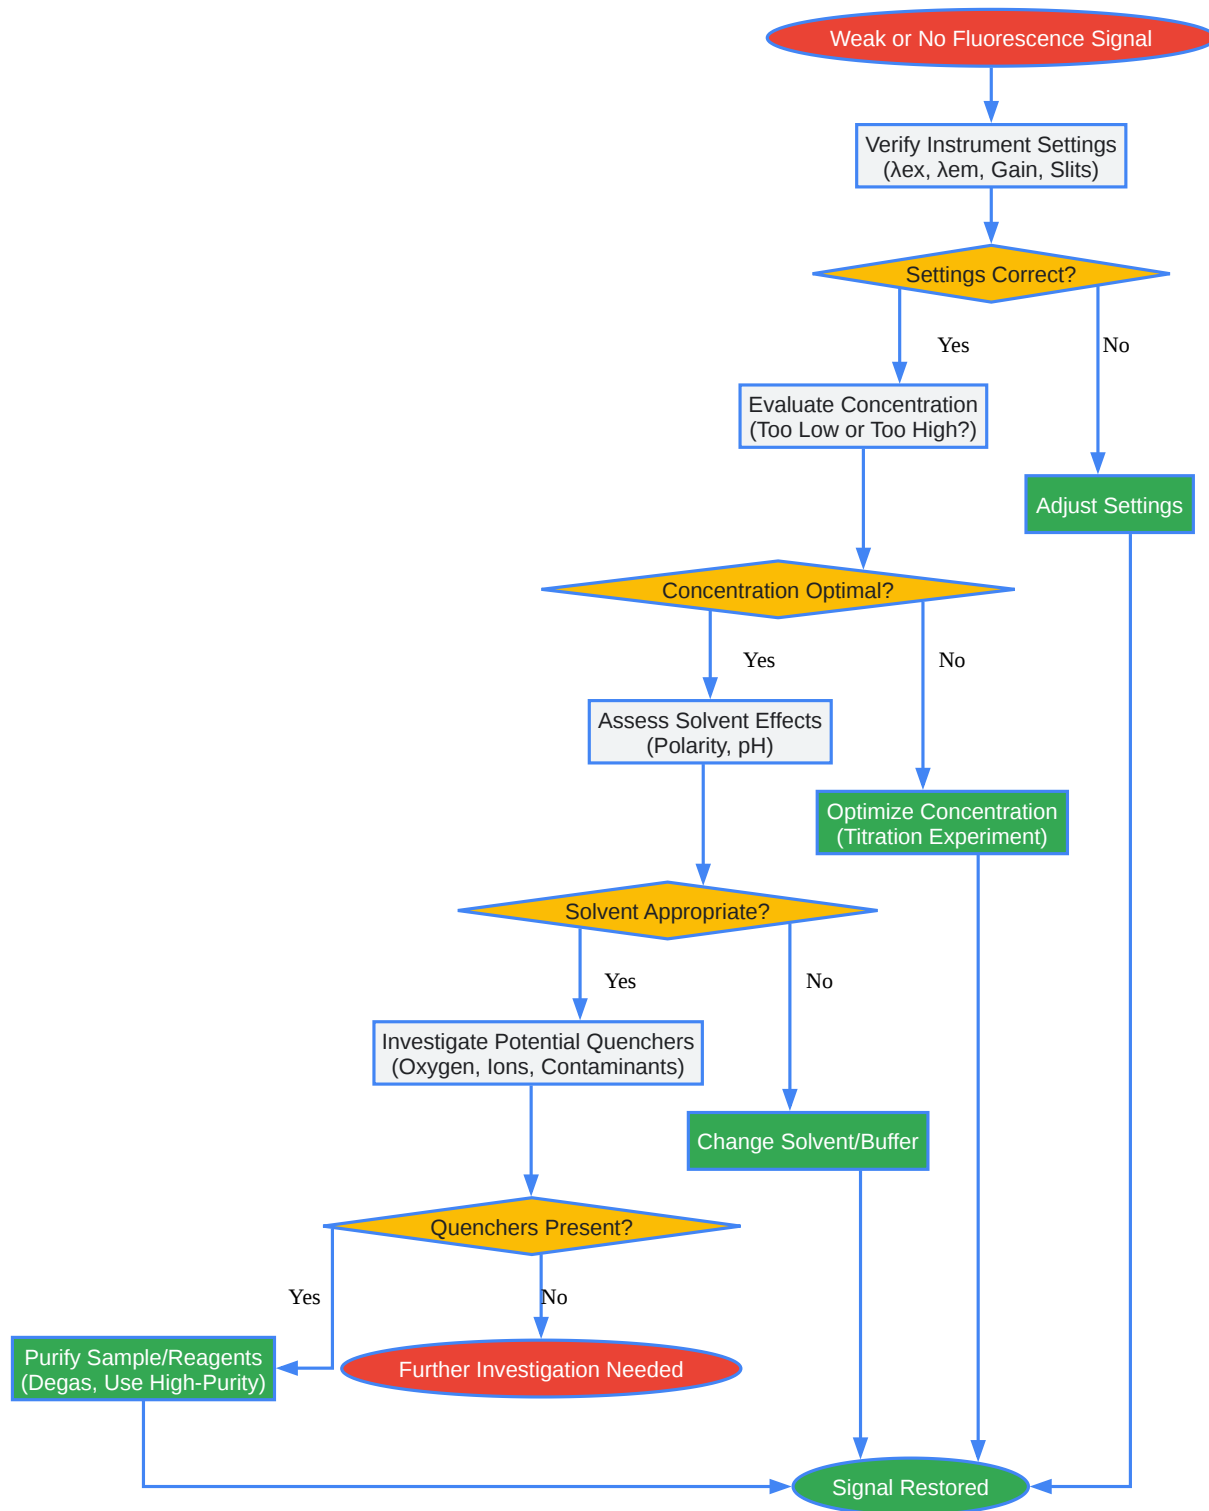 Weak or No Fluorescence Signal
Verify Instrument Settings
(λex, λem, Gain, Slits)
Settings Correct?
Yes
No
Evaluate Concentration
(Too Low or Too High?)
Adjust Settings
Concentration Optimal?
Yes
No
Assess Solvent Effects
(Polarity, pH)
Optimize Concentration
(Titration Experiment)
Solvent Appropriate?
Yes
No
Investigate Potential Quenchers
(Oxygen, Ions, Contaminants)
Change Solvent/Buffer
Quenchers Present?
Yes
No
Purify Sample/Reagents
(Degas, Use High-Purity)
Further Investigation Needed
Signal Restored